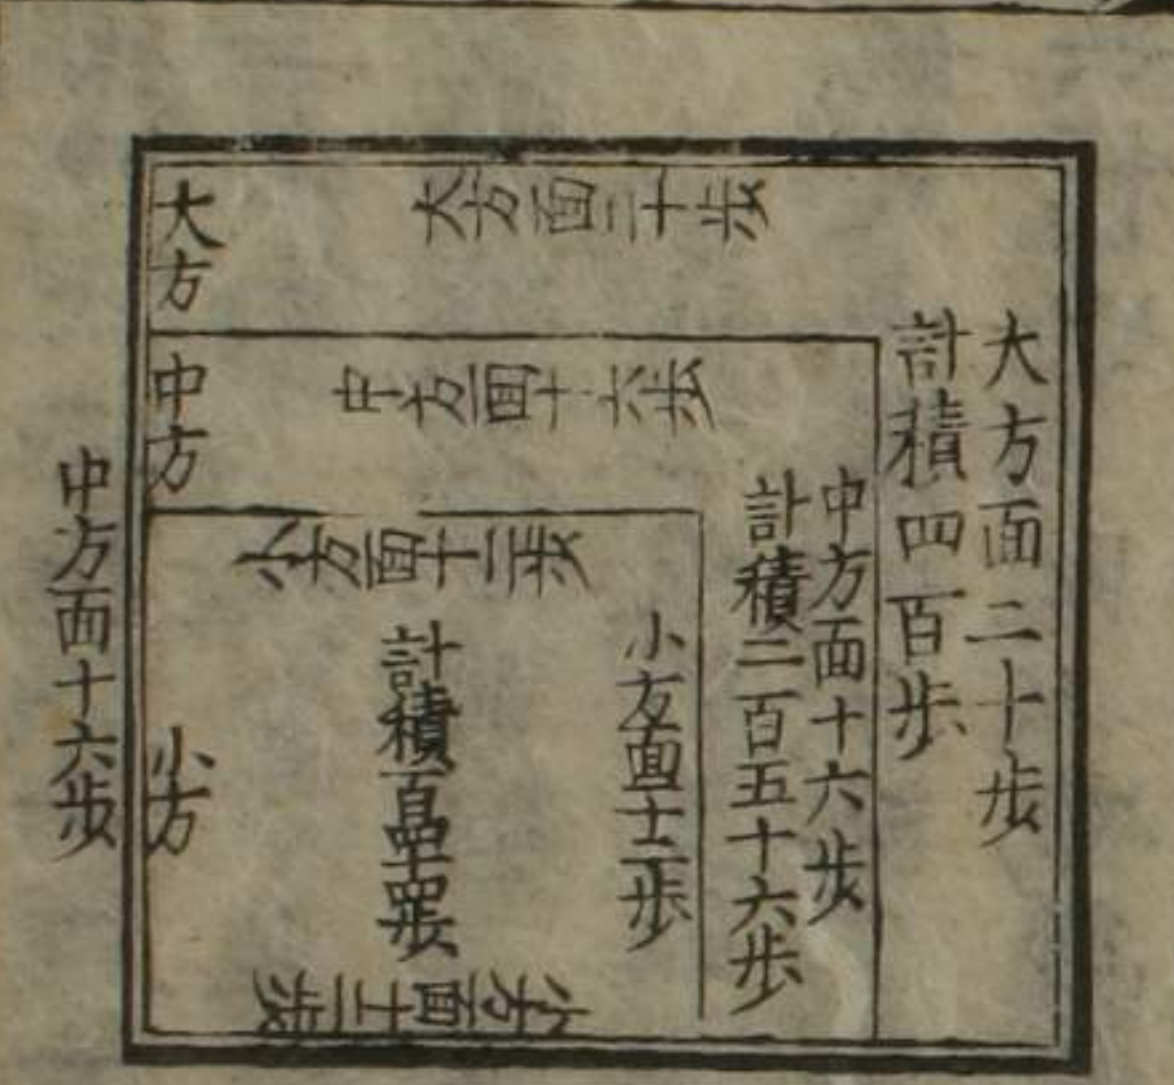 大方面二十步
計積四百步
大方面二十步
大方
中方面十六步
計積二百五十六步
中方面十六步
中方
小方面十二步
小方面十二步
計積一百四十四步
小方面十二步
小方
中方面十六步